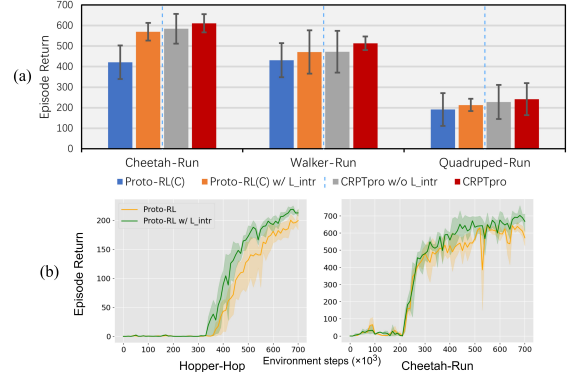 700
600
500
400
300
200
100
0
Episode Return
(a)
Cheetah-Run Walker-Run Quadruped-Run
Proto-RL(C) Proto-RL(C) w/ L_intr CRPTpro w/o L_intr CRPTpro
(b)
Episode Return
Proto-RL
Proto-RL w/ L_intr
200
150
100
50
0
0 100 200 300 400 500 600 700
Hopper-Hop
Environment steps (×10³)
800
700
600
500
400
300
200
100
0
0 100 200 300 400 500 600 700
Cheetah-Run